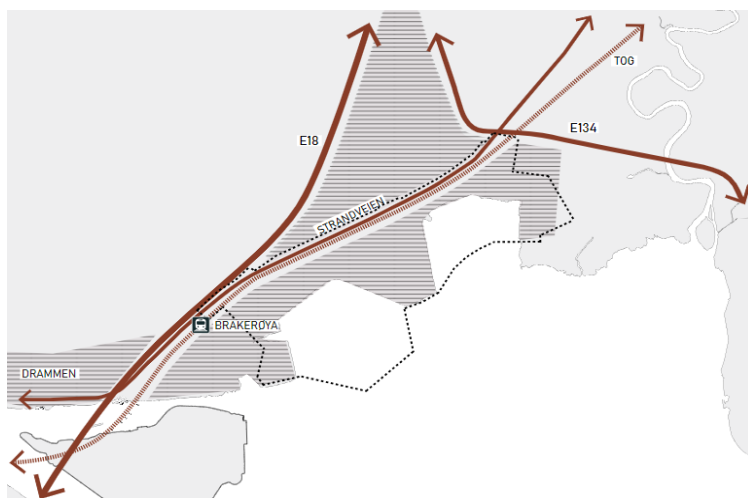 TOG
E18
E134
STRANDVEIEN
BRAKERØYA
DRAMMEN